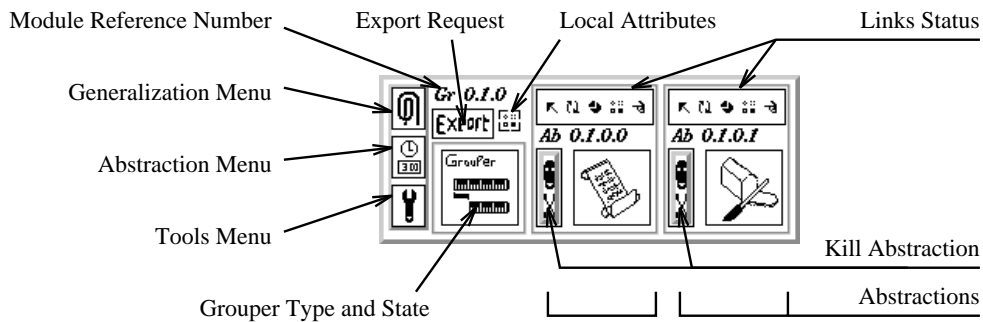 Module Reference Number
Export Request
Local Attributes
Links Status
Generalization Menu
Gr 0.1.0
Export
Ab 0.1.0.0
Ab 0.1.0.1
Abstraction Menu
Grouper
Tools Menu
Kill Abstraction
Grouper Type and State
Abstractions